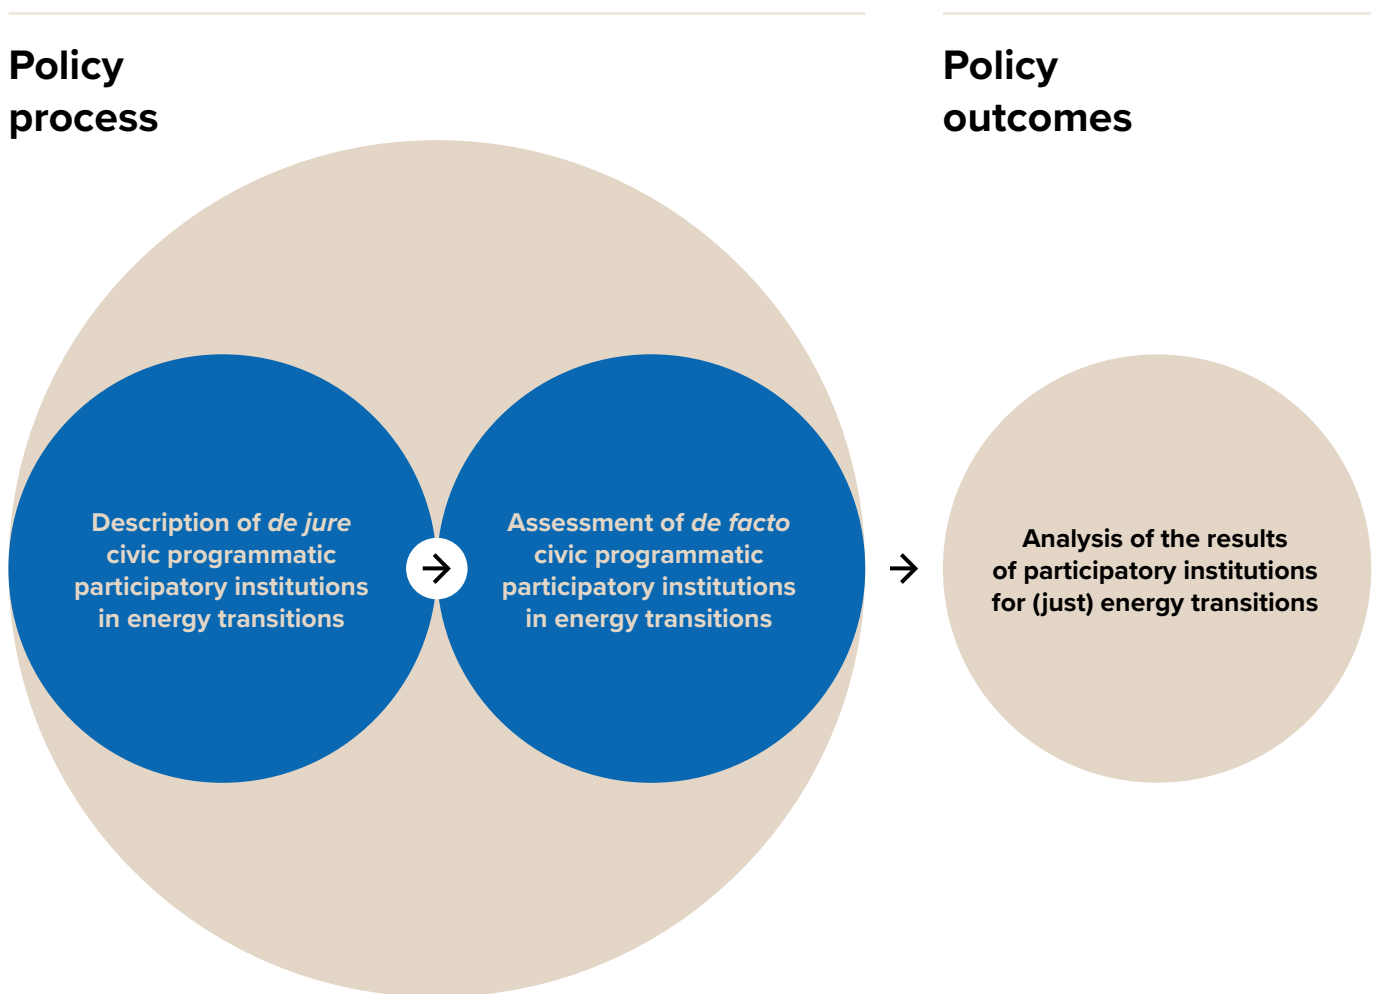 Policy
process
Policy
outcomes
Description of de jure
civic programmatic
participatory institutions
in energy transitions
Assessment of de facto
civic programmatic
participatory institutions
in energy transitions
Analysis of the results
of participatory institutions
for (just) energy transitions